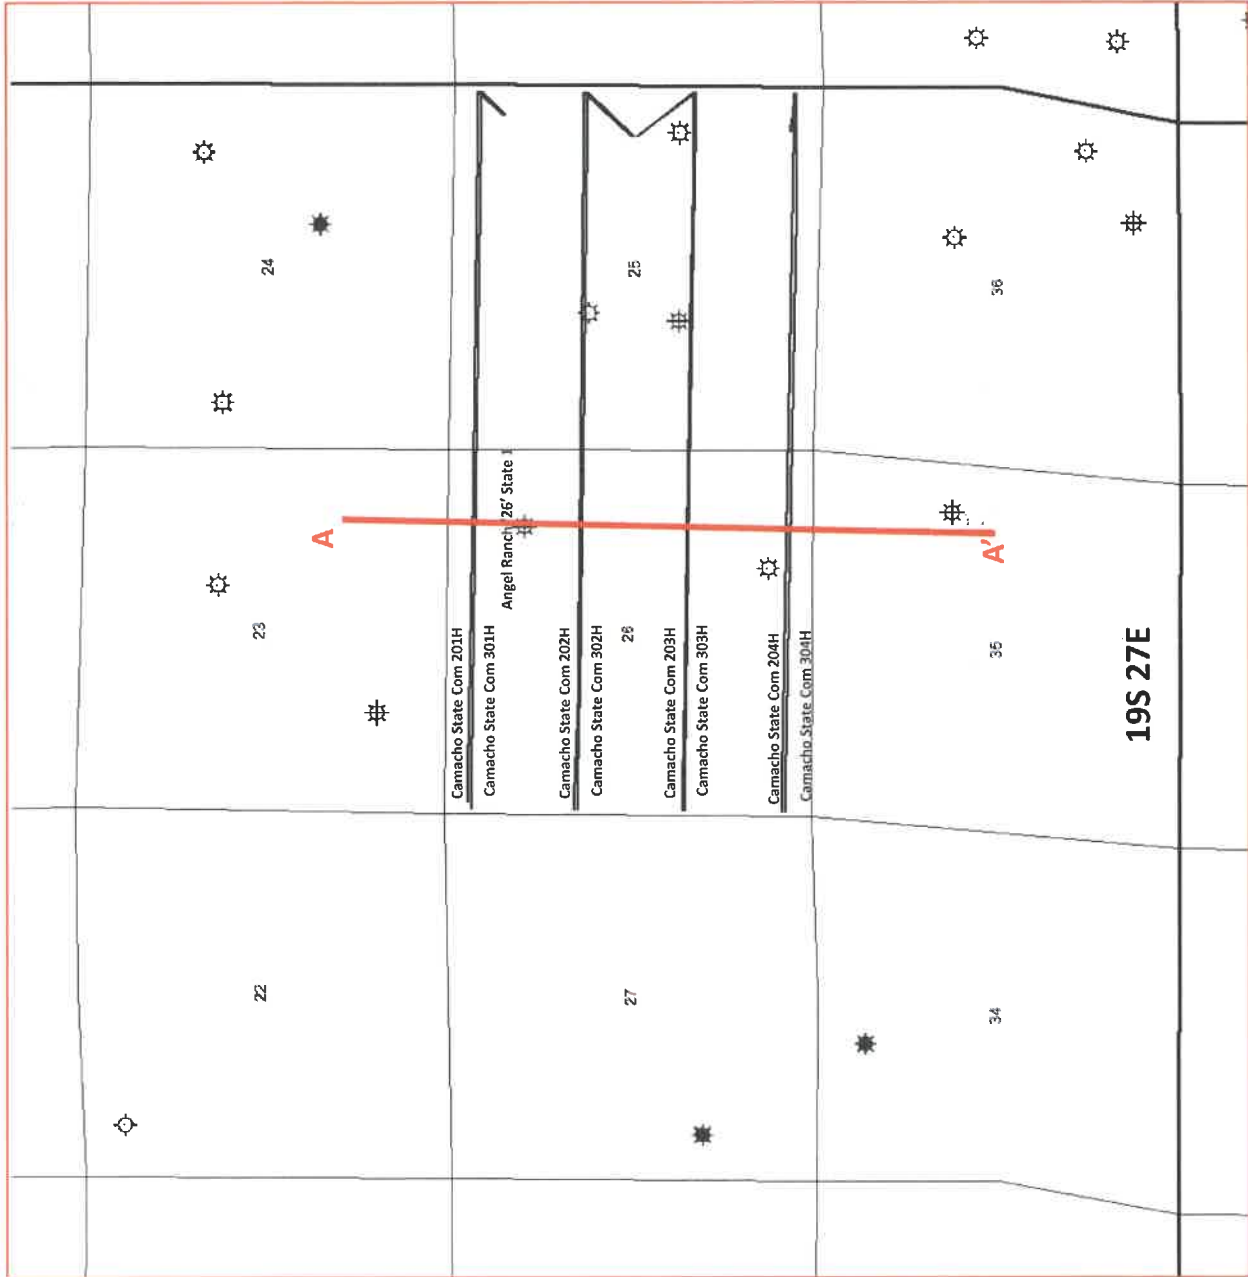 24
25
36
A
23
Angel Ranch '26' State 1
Camacho State Com 201H
Camacho State Com 301H
Camacho State Com 202H
Camacho State Com 302H
26
Camacho State Com 203H
Camacho State Com 303H
Camacho State Com 204H
Camacho State Com 304H
A'
35
19S 27E
22
27
34